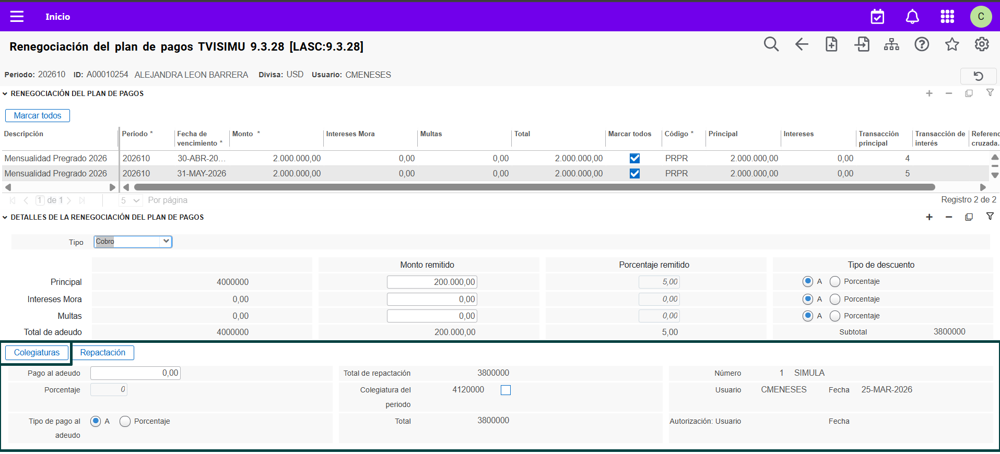 Inicio
C
Renegociación del plan de pagos TVISIMU 9.3.28 [LASC:9.3.28]
Periodo: 202610 ID: A00010254 ALEJANDRA LEON BARRERA Divisa: USD Usuario: CMENESES
RENEGOCIACIÓN DEL PLAN DE PAGOS
Marcar todos
Descripción Periodo * Fecha de vencimiento * Monto * Intereses Mora Multas Total Marcar todos Código * Principal Intereses Transacción principal Transacción de interés Referenc cruzada.
Mensualidad Pregrado 2026 202610 30-ABR-20... 2.000.000,00 0,00 0,00 2.000.000,00 PRPR 2.000.000,00 0,00 4
Mensualidad Pregrado 2026 202610 31-MAY-2026 2.000.000,00 0,00 0,00 2.000.000,00 PRPR 2.000.000,00 0,00 5
1 de 1 5 Por página Registro 2 de 2
DETALLES DE LA RENEGOCIACIÓN DEL PLAN DE PAGOS
Tipo Cobro
Monto remitido Porcentaje remitido Tipo de descuento
Principal 4000000 200.000,00 5,00 A Porcentaje
Intereses Mora 0,00 0,00 0,00 A Porcentaje
Multas 0,00 0,00 0,00 A Porcentaje
Total de adeudo 4000000 200.000,00 5,00 Subtotal 3800000
Colegiaturas Repactación
Pago al adeudo 0,00 Total de repactación 3800000 Número 1 SIMULA
Porcentaje 0 Colegiatura del periodo 4120000 Usuario CMENESES Fecha 25-MAR-2026
Tipo de pago al adeudo A Porcentaje Total 3800000 Autorización: Usuario Fecha